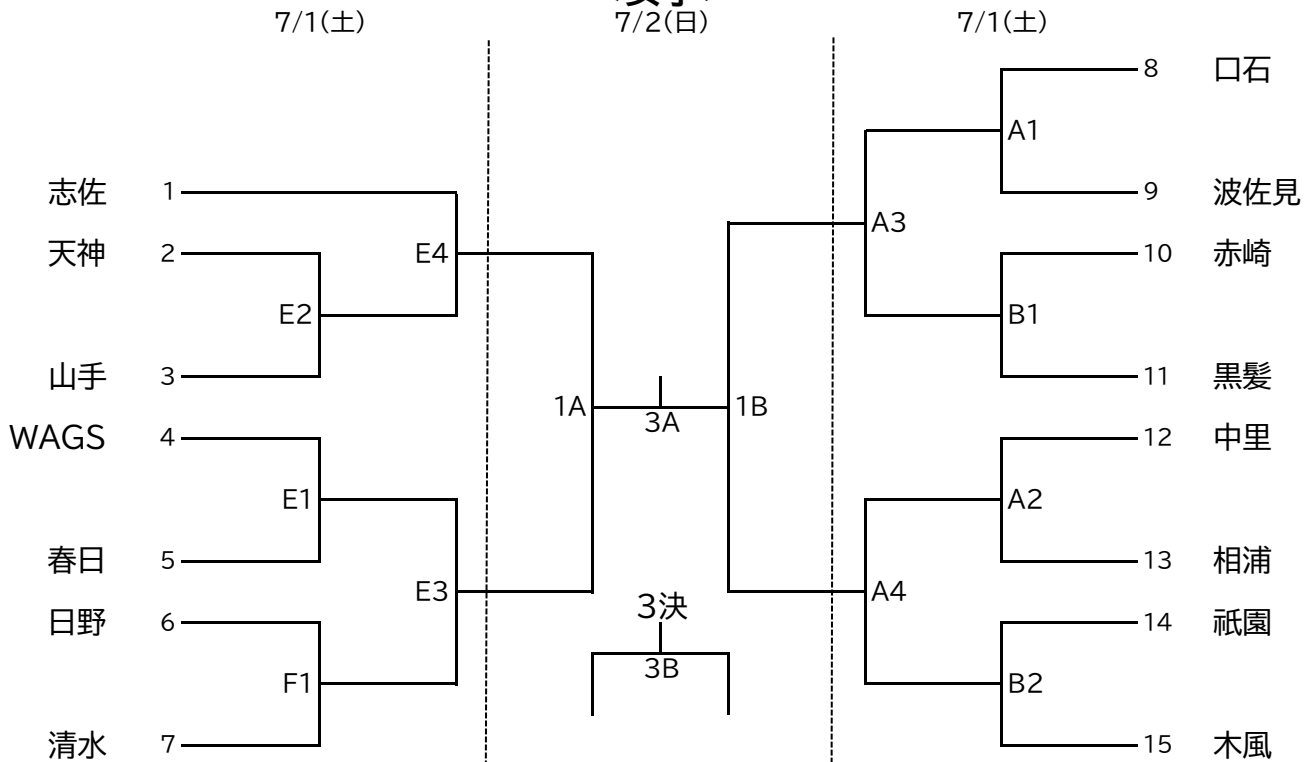 7/1(土) 7/2(日) 7/1(土)
志佐 1
天神 2
山手 3
WAGS 4
春日 5
日野 6
清水 7
E4
E2
E1
E3
F1
1A
3A
1B
3決
3B
A1
A3
B1
A2
A4
B2
8 口石
9 波佐見
10 赤崎
11 黒髪
12 中里
13 相浦
14 祇園
15 木風